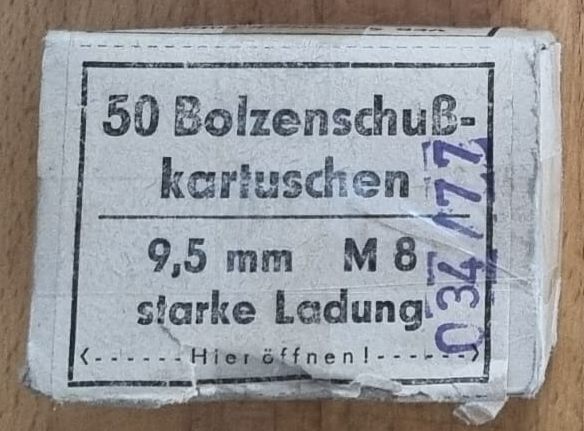 50 Bolzenschuß-
kartuschen
9,5 mm M 8
starke Ladung
<------Hier öffnen!------>
034/77